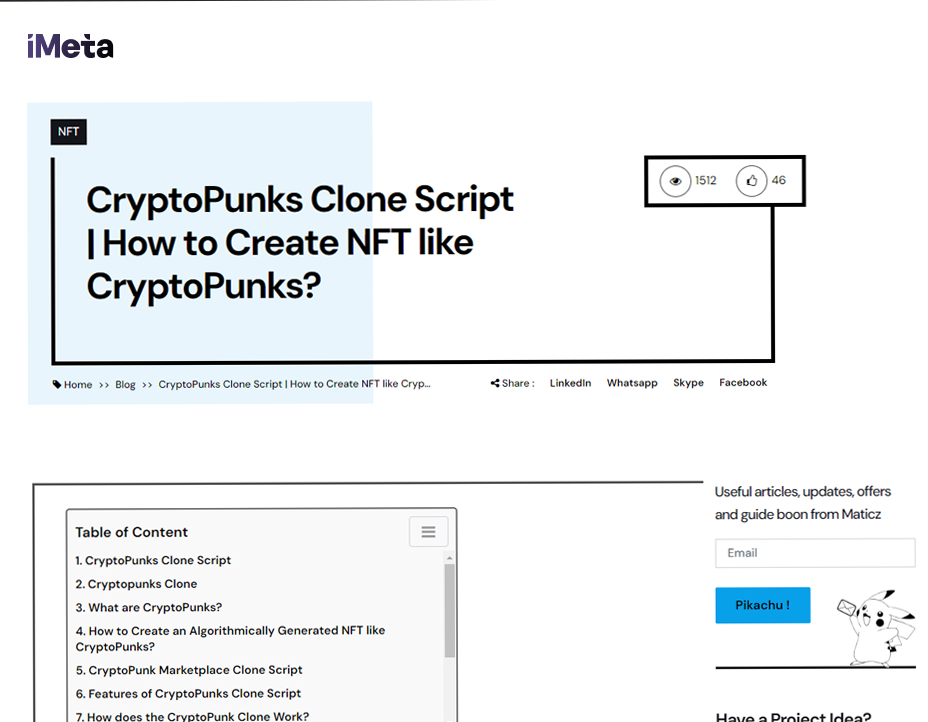 iMeta
NFT
CryptoPunks Clone Script
| How to Create NFT like
CryptoPunks?
1512 46
Home >> Blog >> CryptoPunks Clone Script | How to Create NFT like Cryp...
Share : LinkedIn Whatsapp Skype Facebook
Table of Content
1. CryptoPunks Clone Script
2. Cryptopunks Clone
3. What are CryptoPunks?
4. How to Create an Algorithmically Generated NFT like
CryptoPunks?
5. CryptoPunk Marketplace Clone Script
6. Features of CryptoPunks Clone Script
7. How does the CryptoPunk Clone Work?
Useful articles, updates, offers
and guide boon from Maticz
Email
Pikachu !
Have a Project Idea?